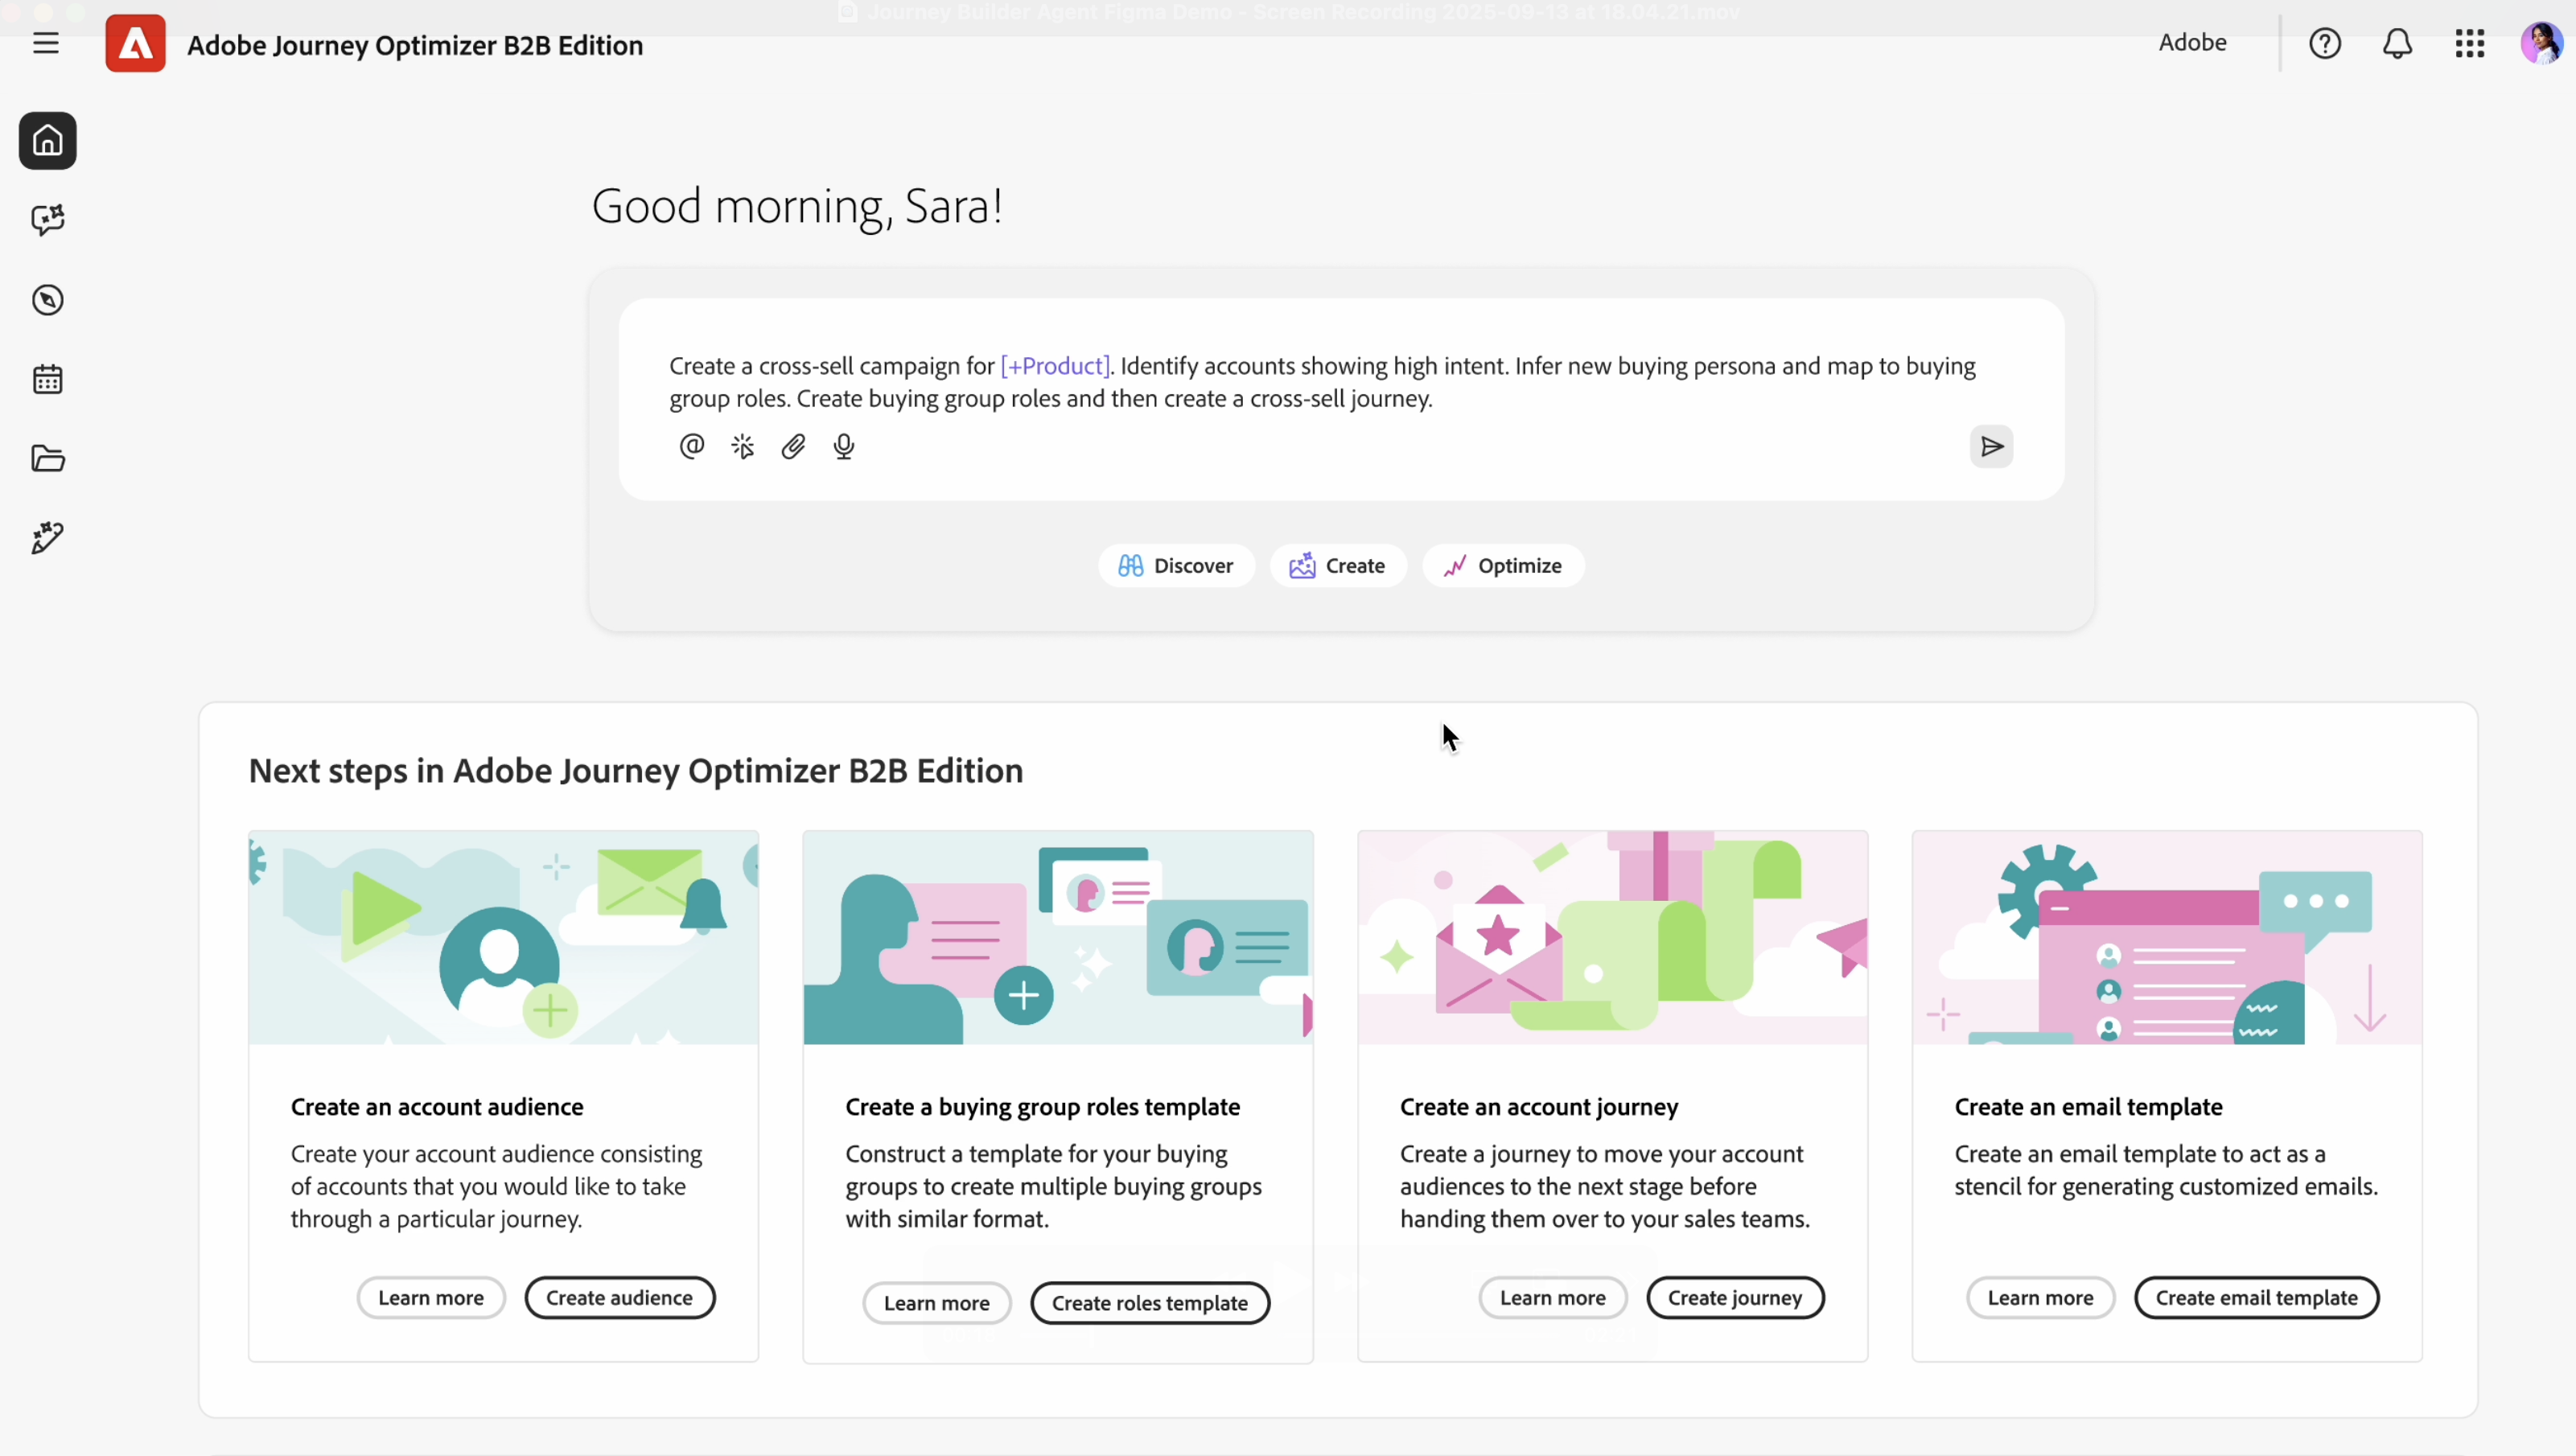 Journey Builder Agent Figma Demo - Screen Recording 2025-09-13 at 18.04.21.mov
Adobe Journey Optimizer B2B Edition
Adobe
Good morning, Sara!
Create a cross-sell campaign for [+Product]. Identify accounts showing high intent. Infer new buying persona and map to buying
group roles. Create buying group roles and then create a cross-sell journey.
Discover
Create
Optimize
Next steps in Adobe Journey Optimizer B2B Edition
Create an account audience
Create your account audience consisting
of accounts that you would like to take
through a particular journey.
Learn more
Create audience
Create a buying group roles template
Construct a template for your buying
groups to create multiple buying groups
with similar format.
Learn more
Create roles template
Create an account journey
Create a journey to move your account
audiences to the next stage before
handing them over to your sales teams.
Learn more
Create journey
Create an email template
Create an email template to act as a
stencil for generating customized emails.
Learn more
Create email template